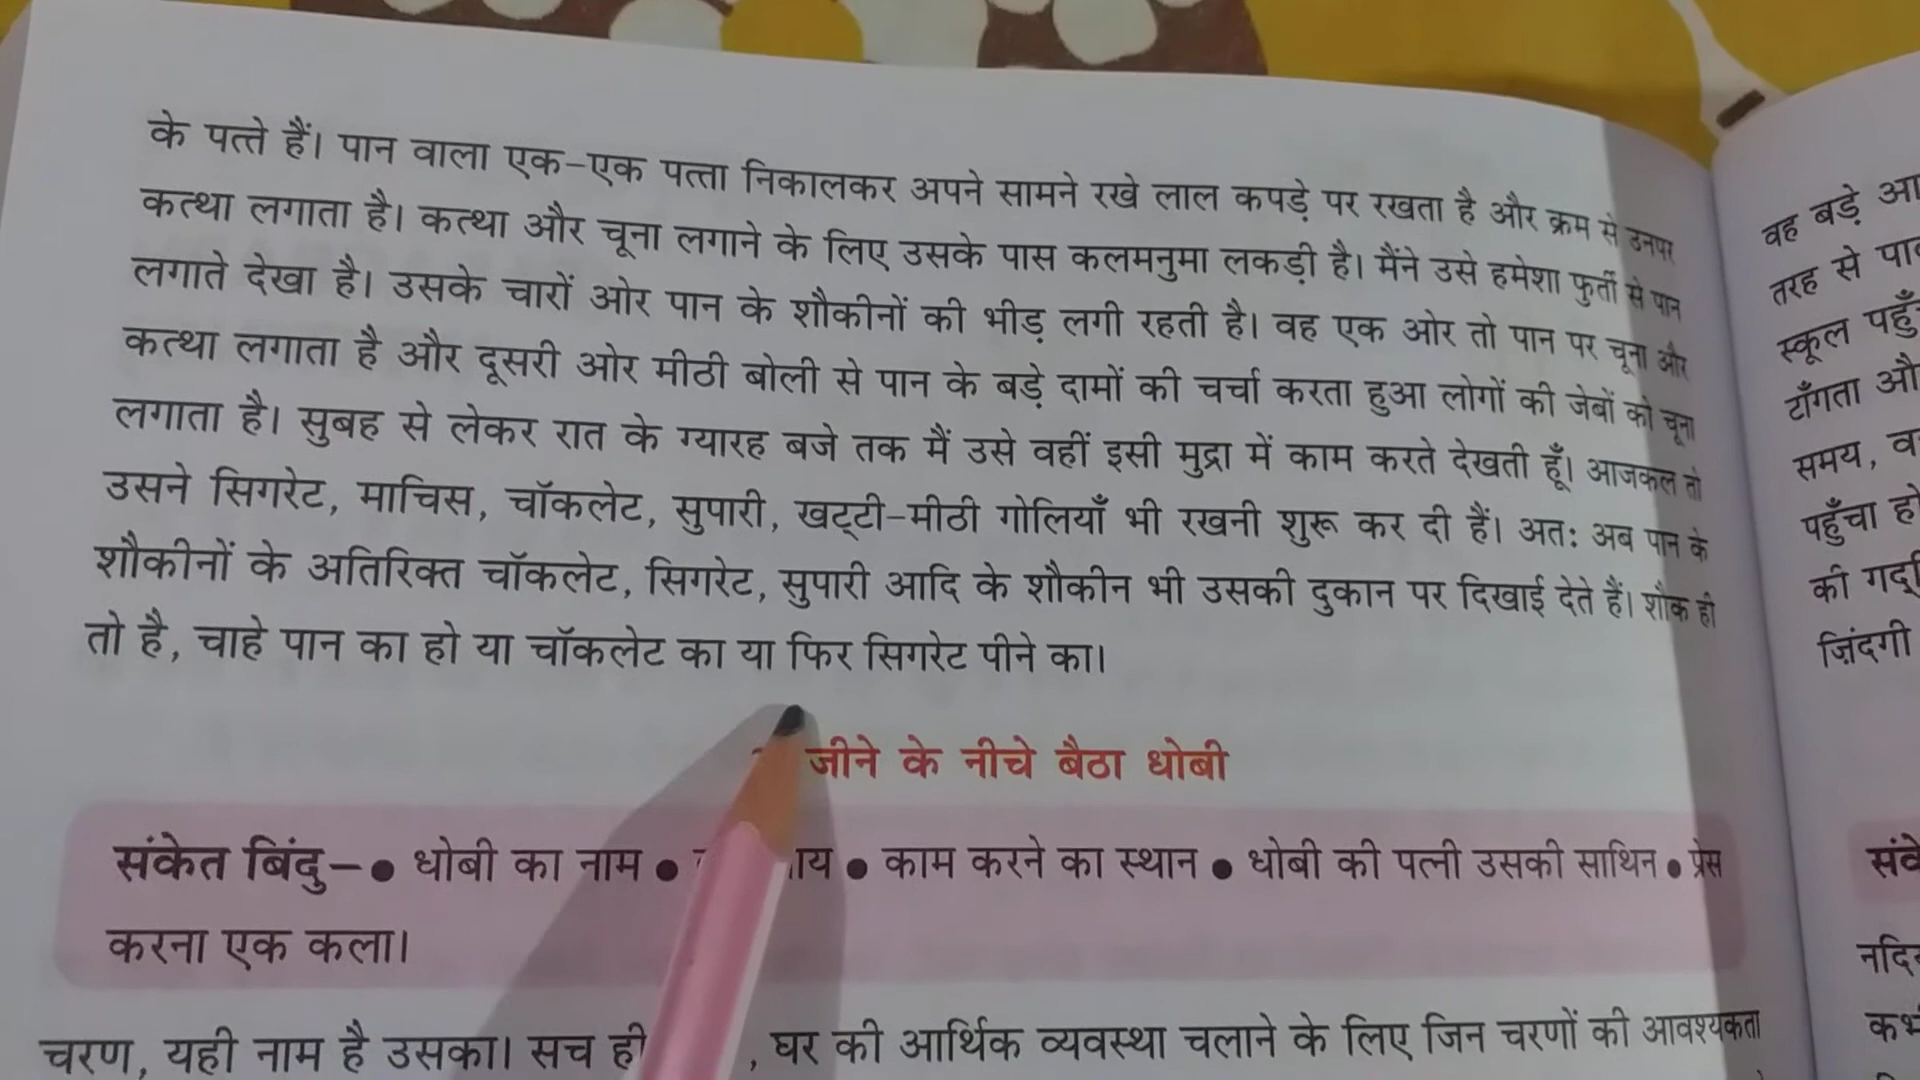 के पत्ते हैं। पान वाला एक-एक पत्ता निकालकर अपने सामने रखे लाल कपड़े पर रखता है और क्रम से उनपर
कत्था लगाता है। कत्था और चूना लगाने के लिए उसके पास कलमनुमा लकड़ी है। मैंने उसे हमेशा फुर्ती से पान
लगाते देखा है। उसके चारों ओर पान के शौकीनों की भीड़ लगी रहती है। वह एक ओर तो पान पर चूना और
कत्था लगाता है और दूसरी ओर मीठी बोली से पान के बड़े दामों की चर्चा करता हुआ लोगों की जेबों को चूना
लगाता है। सुबह से लेकर रात के ग्यारह बजे तक मैं उसे वहीं इसी मुद्रा में काम करते देखती हूँ। आजकल तो
उसने सिगरेट, माचिस, चॉकलेट, सुपारी, खट्टी-मीठी गोलियाँ भी रखनी शुरू कर दी हैं। अतः अब पान के
शौकीनों के अतिरिक्त चॉकलेट, सिगरेट, सुपारी आदि के शौकीन भी उसकी दुकान पर दिखाई देते हैं। शौक ही
तो है, चाहे पान का हो या चॉकलेट का या फिर सिगरेट पीने का।
जीने के नीचे बैठा धोबी
संकेत बिंदु–● धोबी का नाम ● ● काम करने का स्थान ● धोबी की पत्नी उसकी साथिन ● प्रेस
करना एक कला।
चरण, यही नाम है उसका। सच ही , घर की आर्थिक व्यवस्था चलाने के लिए जिन चरणों की आवश्यकता
वह बड़े
तरह से
स्कूल
टाँगता
समय,
पहुँचा
की
ज़िंदगी